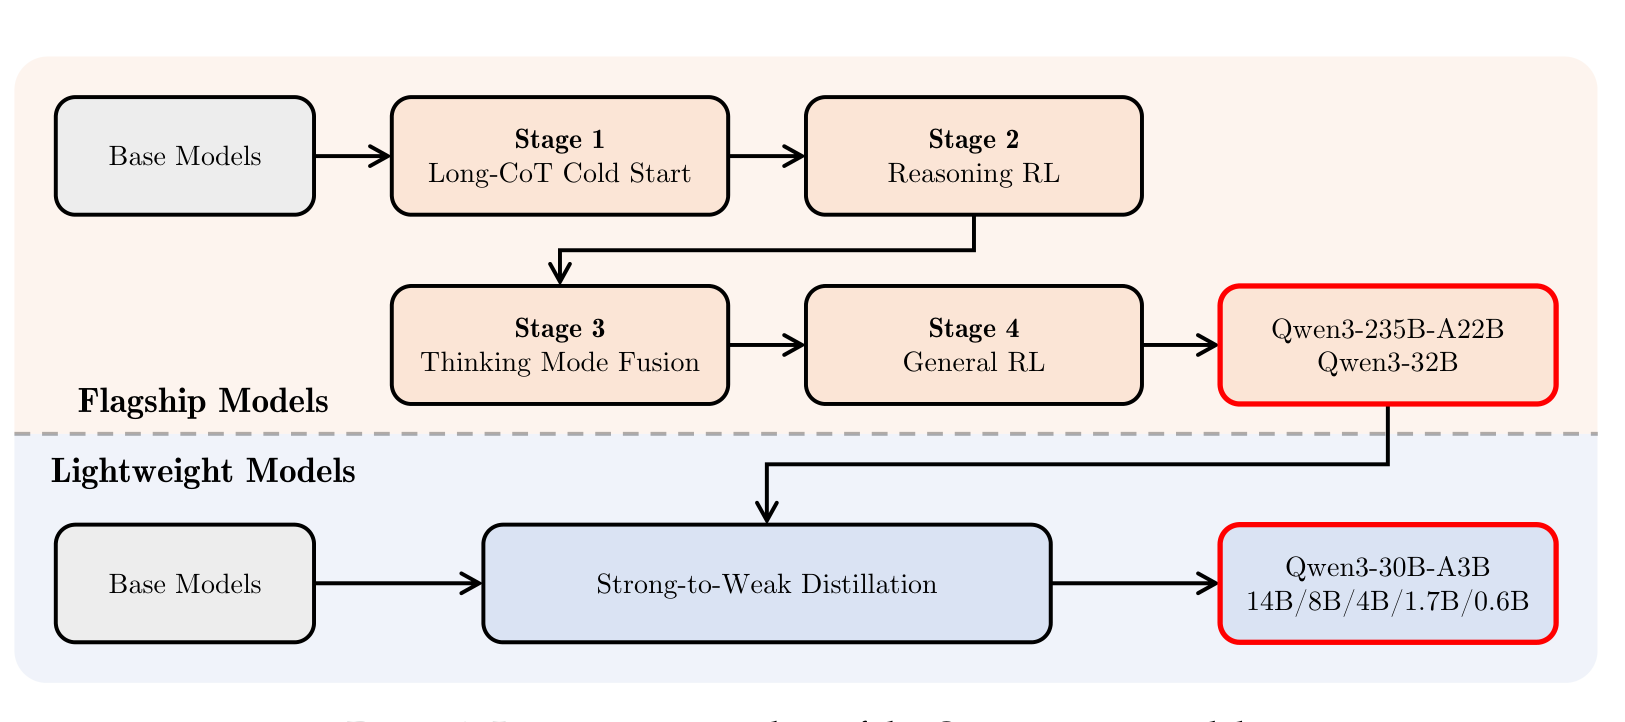 Base Models
Stage 1
Long-CoT Cold Start
Stage 2
Reasoning RL
Stage 3
Thinking Mode Fusion
Stage 4
General RL
Qwen3-235B-A22B
Qwen3-32B
Flagship Models
Lightweight Models
Base Models
Strong-to-Weak Distillation
Qwen3-30B-A3B
14B/8B/4B/1.7B/0.6B